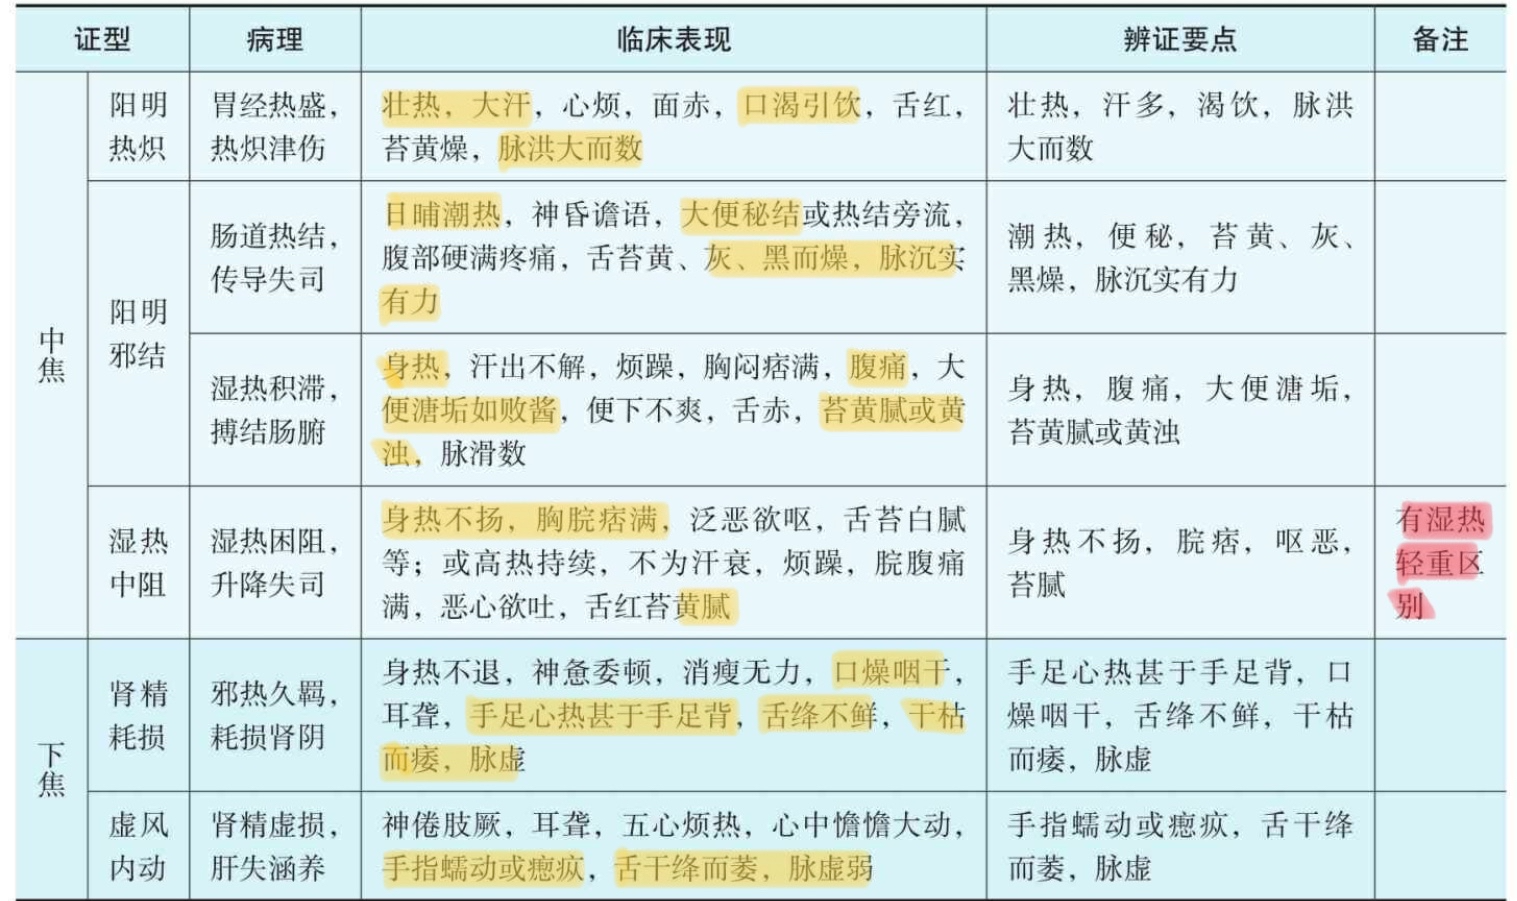 证型 病理 临床表现 辨证要点 备注
中焦
阳明
热炽
胃经热盛，
热炽津伤
壮热，大汗，心烦，面赤，口渴引饮，舌红，
苔黄燥，脉洪大而数
壮热，汗多，渴饮，脉洪
大而数
阳明
邪结
肠道热结，
传导失司
日晡潮热，神昏谵语，大便秘结或热结旁流，
腹部硬满疼痛，舌苔黄、灰、黑而燥，脉沉实
有力
潮热，便秘，苔黄、灰、
黑燥，脉沉实有力
湿热积滞，
搏结肠腑
身热，汗出不解，烦躁，胸闷痞满，腹痛，大
便溏垢如败酱，便下不爽，舌赤，苔黄腻或黄
浊，脉滑数
身热，腹痛，大便溏垢，
苔黄腻或黄浊
湿热
中阻
湿热困阻，
升降失司
身热不扬，胸脘痞满，泛恶欲呕，舌苔白腻
等；或高热持续，不为汗衰，烦躁，脘腹痛
满，恶心欲吐，舌红苔黄腻
身热不扬，脘痞，呕恶，
苔腻
有湿热
轻重区
别
下焦
肾精
耗损
邪热久羁，
耗损肾阴
身热不退，神惫委顿，消瘦无力，口燥咽干，
耳聋，手足心热甚于手足背，舌绛不鲜，干枯
而痿，脉虚
手足心热甚于手足背，口
燥咽干，舌绛不鲜，干枯
而痿，脉虚
虚风
内动
肾精虚损，
肝失涵养
神倦肢厥，耳聋，五心烦热，心中憺憺大动，
手指蠕动或瘛疭，舌干绛而萎，脉虚弱
手指蠕动或瘛疭，舌干绛
而萎，脉虚